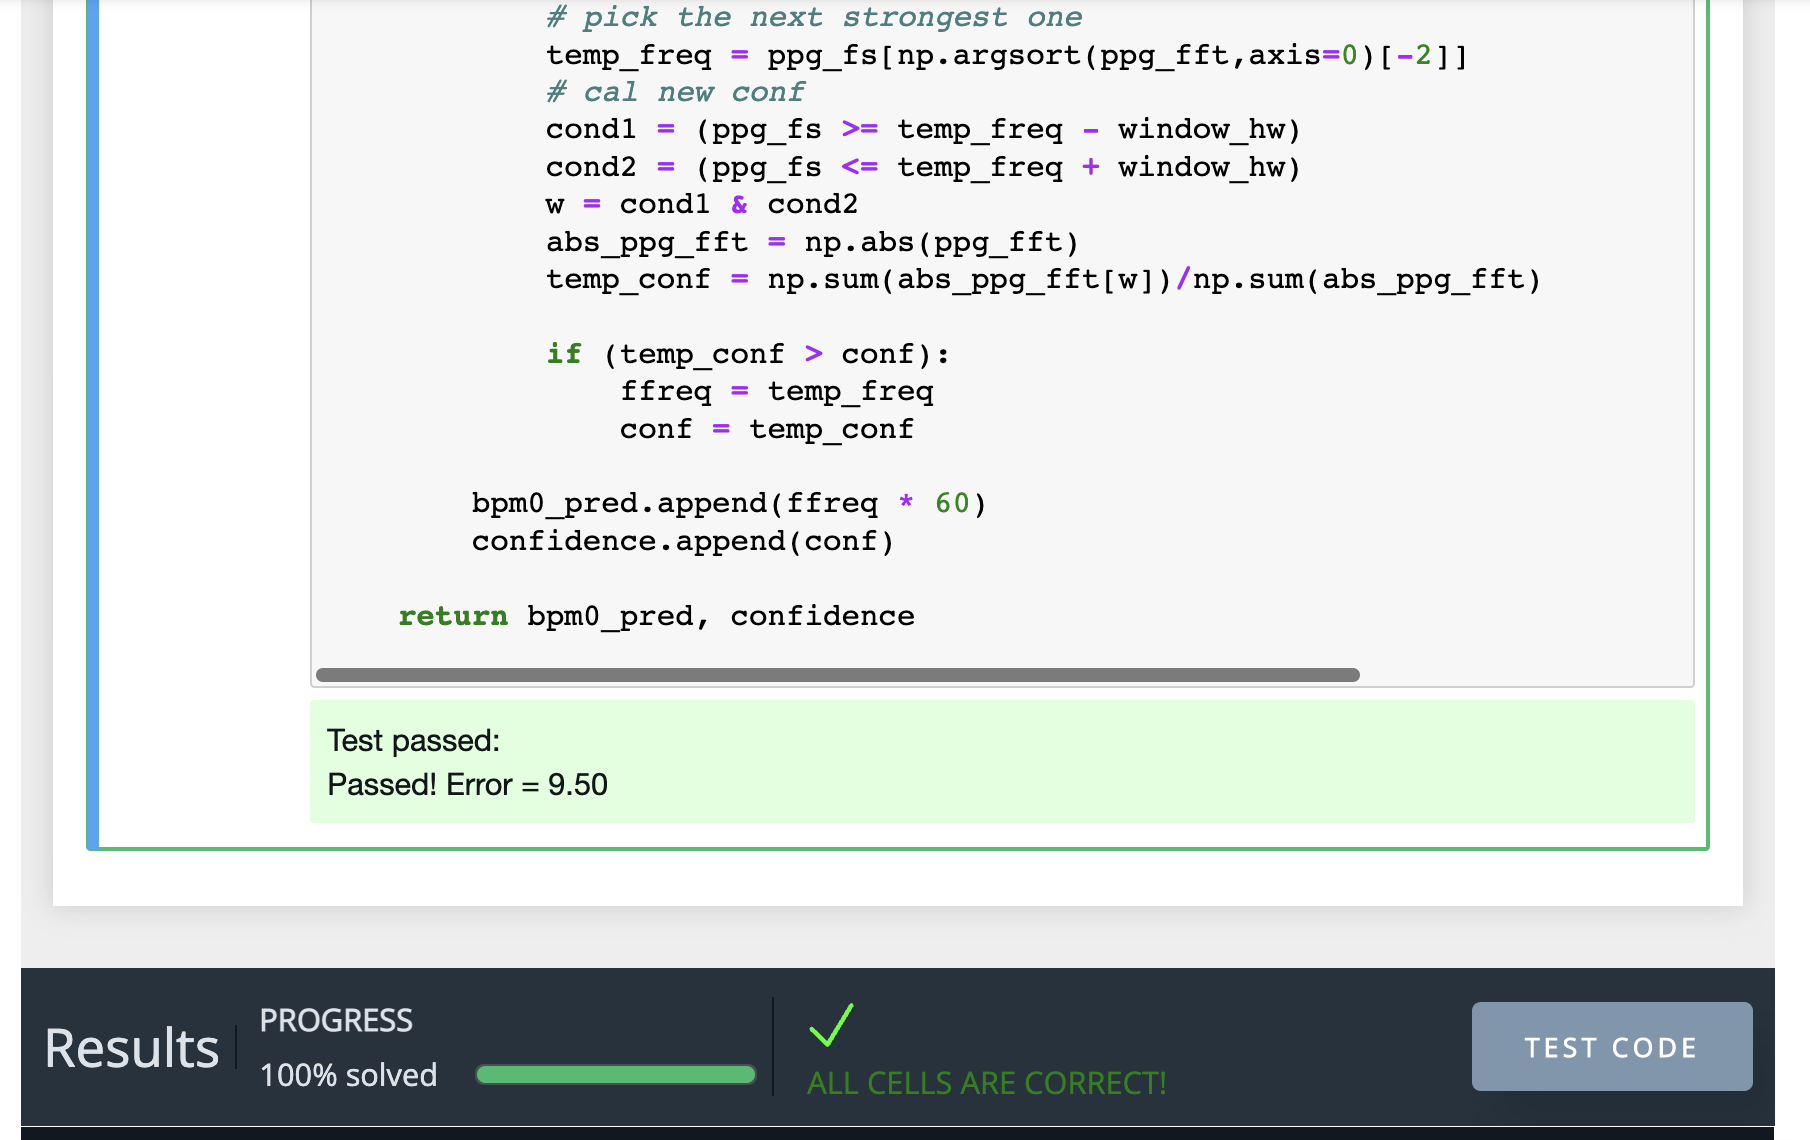 # pick the next strongest one
temp_freq = ppg_fs[np.argsort(ppg_fft,axis=0)[-2]]
# cal new conf
cond1 = (ppg_fs >= temp_freq - window_hw)
cond2 = (ppg_fs <= temp_freq + window_hw)
w = cond1 & cond2
abs_ppg_fft = np.abs(ppg_fft)
temp_conf = np.sum(abs_ppg_fft[w])/np.sum(abs_ppg_fft)
if (temp_conf > conf):
ffreq = temp_freq
conf = temp_conf
bpm0_pred.append(ffreq * 60)
confidence.append(conf)
return bpm0_pred, confidence
Test passed:
Passed! Error = 9.50
Results
PROGRESS
100% solved
ALL CELLS ARE CORRECT!
TEST CODE